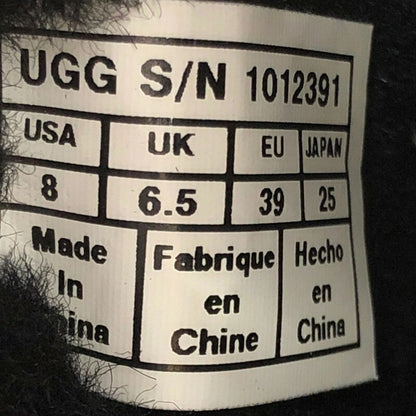 UGG S/N 1012391
USA UK EU JAPAN
8 6.5 39 25
Made Fabrique Hecho
In en en
Chine China